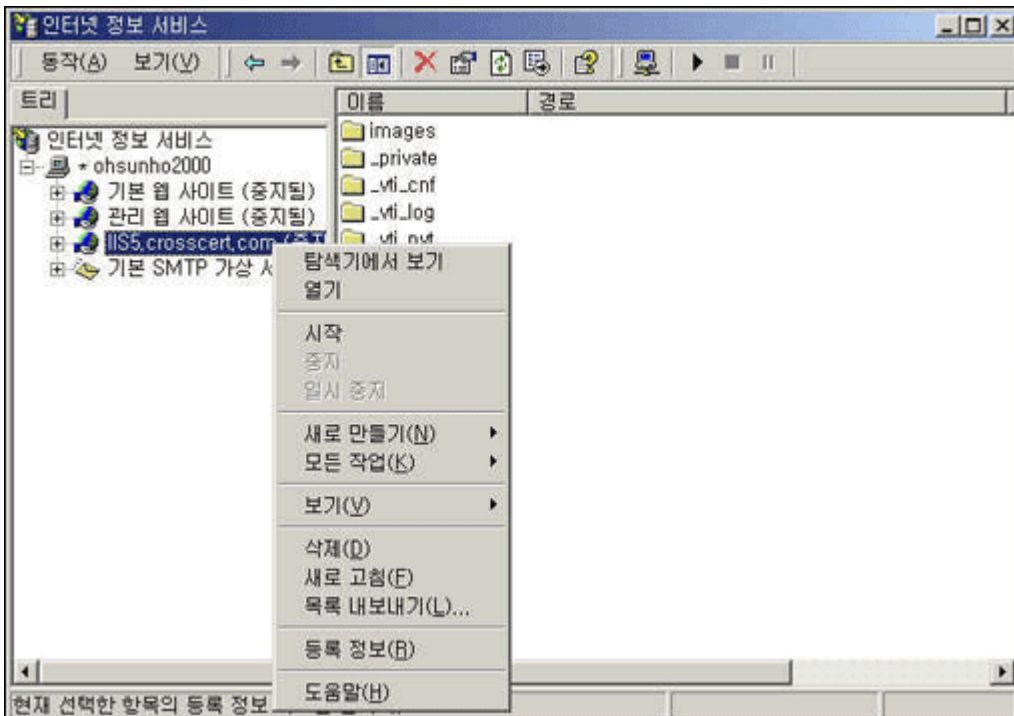 인터넷 정보 서비스
동작(A) 보기(V)
트리
이름 경로
인터넷 정보 서비스
* ohsunho2000
기본 웹 사이트 (중지됨)
관리 웹 사이트 (중지됨)
IIS5.crosscert.com
기본 SMTP 가상
images
_private
_vti_cnf
_vti_log
_vti_pvt
탐색기에서 보기
열기
시작
중지
일시 중지
새로 만들기(N)
모든 작업(K)
보기(V)
삭제(D)
새로 고침(F)
목록 내보내기(L)...
등록 정보(R)
도움말(H)
현재 선택한 항목의 등록 정보